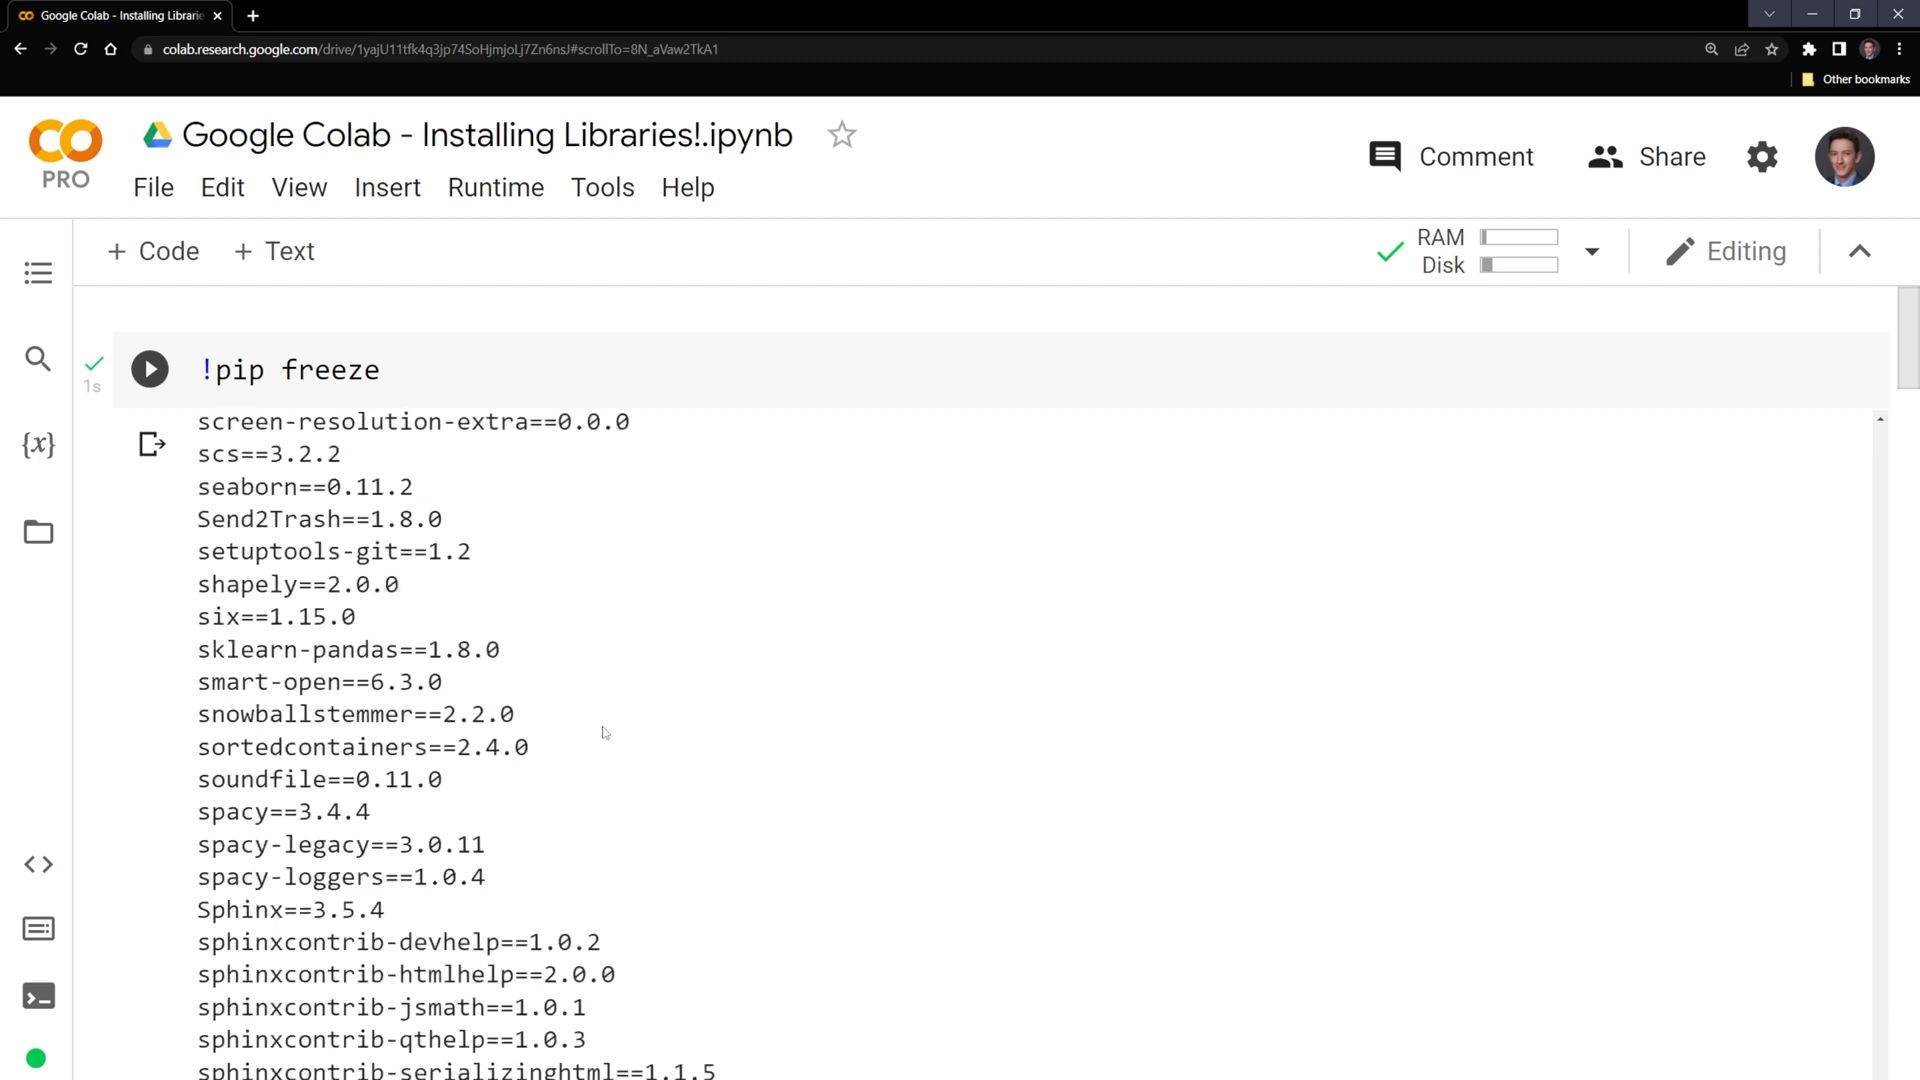 Google Colab - Installing Librarie
colab.research.google.com/drive/1yajU11tfk4q3jp74SoHjmjoLj7Zn6nsJ#scrollTo=8N_aVaw2TkA1
Other bookmarks
PRO
Google Colab - Installing Libraries!.ipynb
Comment
Share
File Edit View Insert Runtime Tools Help
+ Code + Text
RAM
Disk
Editing
{x}
1s
!pip freeze
screen-resolution-extra==0.0.0
scs==3.2.2
seaborn==0.11.2
Send2Trash==1.8.0
setuptools-git==1.2
shapely==2.0.0
six==1.15.0
sklearn-pandas==1.8.0
smart-open==6.3.0
snowballstemmer==2.2.0
sortedcontainers==2.4.0
soundfile==0.11.0
spacy==3.4.4
spacy-legacy==3.0.11
spacy-loggers==1.0.4
Sphinx==3.5.4
sphinxcontrib-devhelp==1.0.2
sphinxcontrib-htmlhelp==2.0.0
sphinxcontrib-jsmath==1.0.1
sphinxcontrib-qthelp==1.0.3
sphinxcontrib-serializinghtml==1.1.5